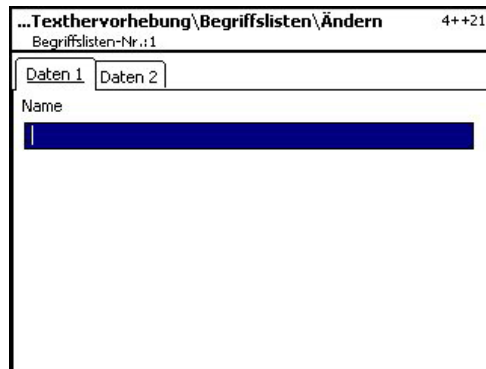 ...Texthervorhebung\Begriffslisten\Ändern 4++21
Begriffslisten-Nr.:1
Daten 1 Daten 2
Name